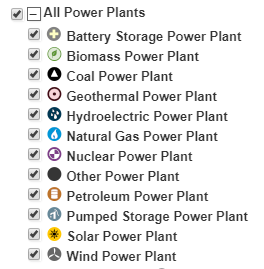 All Power Plants
Battery Storage Power Plant
Biomass Power Plant
Coal Power Plant
Geothermal Power Plant
Hydroelectric Power Plant
Natural Gas Power Plant
Nuclear Power Plant
Other Power Plant
Petroleum Power Plant
Pumped Storage Power Plant
Solar Power Plant
Wind Power Plant